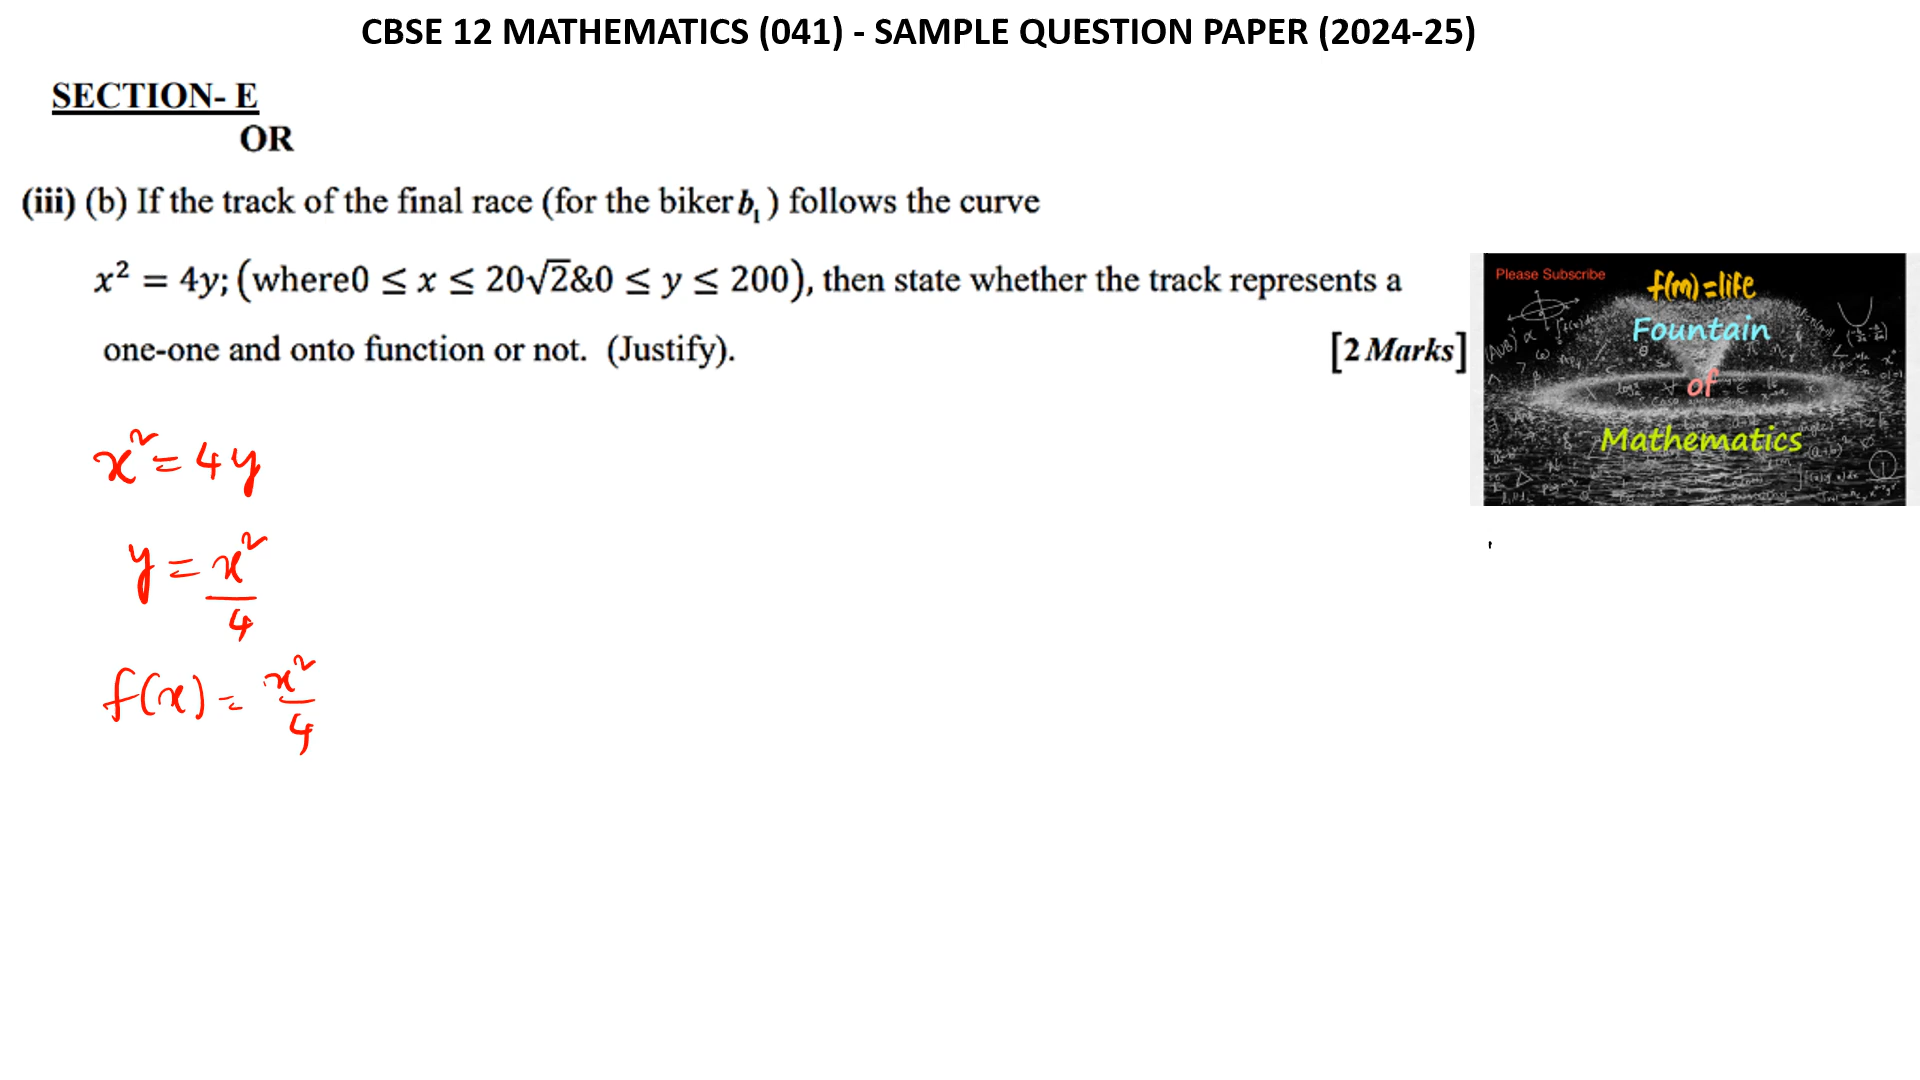 CBSE 12 MATHEMATICS (041) - SAMPLE QUESTION PAPER (2024-25)
SECTION- E
OR
(iii) (b) If the track of the final race (for the biker b₁ ) follows the curve
x² = 4y; (where0 ≤ x ≤ 20√2&0 ≤ y ≤ 200), then state whether the track represents a
one-one and onto function or not. (Justify). [2 Marks]
Please Subscribe
f(m)=life
Fountain
of
Mathematics
x² = 4y
y = x²/4
f(x) = x²/4